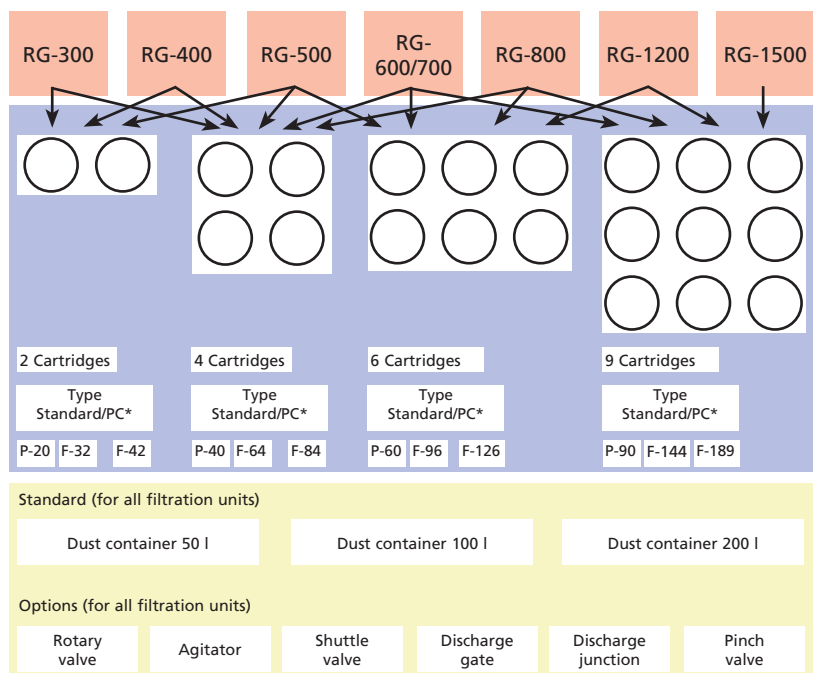 RG-300
RG-400
RG-500
RG-
600/700
RG-800
RG-1200
RG-1500
2 Cartridges
4 Cartridges
6 Cartridges
9 Cartridges
Type
Standard/PC*
Type
Standard/PC*
Type
Standard/PC*
Type
Standard/PC*
P-20 F-32 F-42
P-40 F-64 F-84
P-60 F-96 F-126
P-90 F-144 F-189
Standard (for all filtration units)
Dust container 50 l
Dust container 100 l
Dust container 200 l
Options (for all filtration units)
Rotary
valve
Agitator
Shuttle
valve
Discharge
gate
Discharge
junction
Pinch
valve